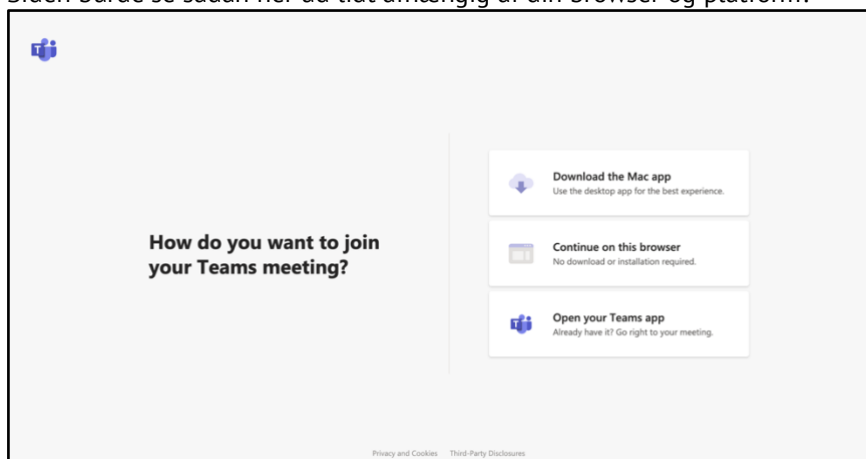 How do you want to join
your Teams meeting?
Download the Mac app
Use the desktop app for the best experience.
Continue on this browser
No download or installation required.
Open your Teams app
Already have it? Go right to your meeting.
Privacy and Cookies Third-Party Disclosures